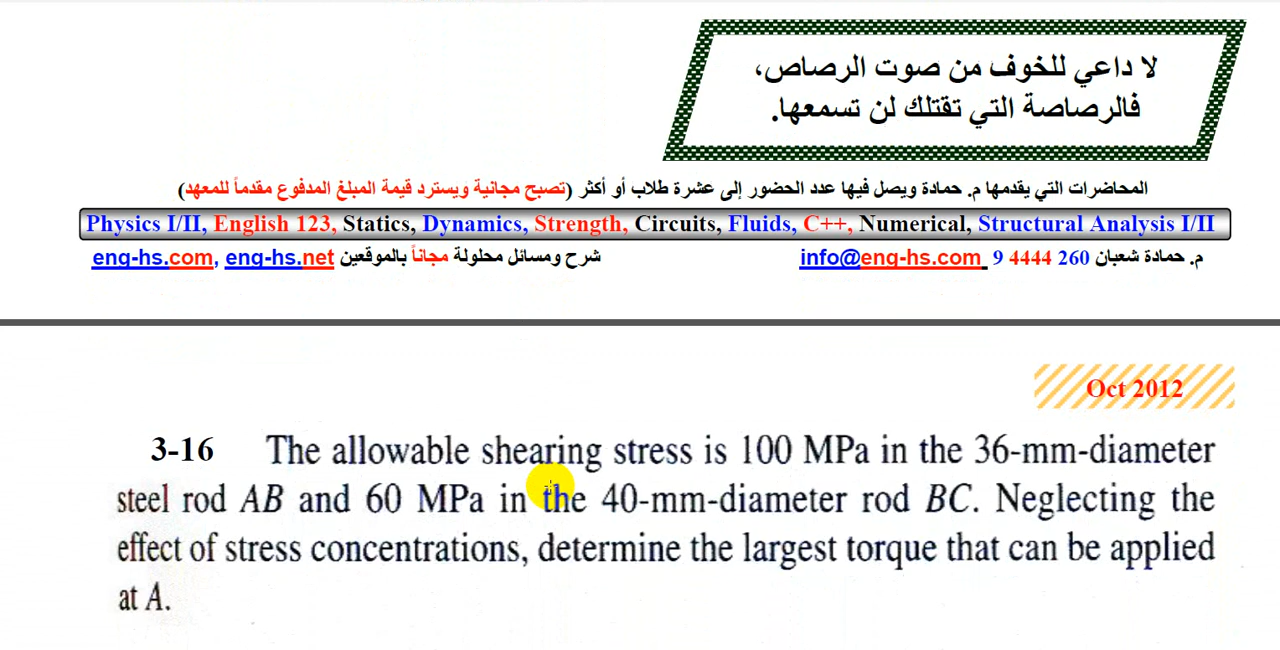 لا داعي للخوف من صوت الرصاص،
فالرصاصة التي تقتلك لن تسمعها.
المحاضرات التي يقدمها م. حمادة ويصل فيها عدد الحضور إلى عشرة طلاب أو أكثر (تصبح مجانية ويسترد قيمة المبلغ المدفوع مقدماً للمعهد)
Physics I/II, English 123, Statics, Dynamics, Strength, Circuits, Fluids, C++, Numerical, Structural Analysis I/II
شرح ومسائل محلولة مجاناً بالموقعين eng-hs.com, eng-hs.net
م. حمادة شعبان 260 4444 9 info@eng-hs.com
Oct 2012
3-16 The allowable shearing stress is 100 MPa in the 36-mm-diameter
steel rod AB and 60 MPa in the 40-mm-diameter rod BC. Neglecting the
effect of stress concentrations, determine the largest torque that can be applied
at A.